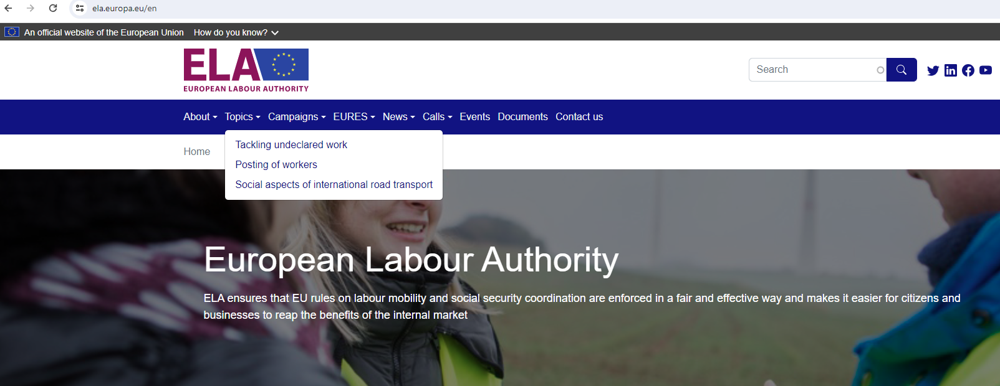 ela.europa.eu/en
An official website of the European Union How do you know?
ELA
EUROPEAN LABOUR AUTHORITY
Search
About Topics Campaigns EURES News Calls Events Documents Contact us
Home
Tackling undeclared work
Posting of workers
Social aspects of international road transport
European Labour Authority
ELA ensures that EU rules on labour mobility and social security coordination are enforced in a fair and effective way and makes it easier for citizens and
businesses to reap the benefits of the internal market